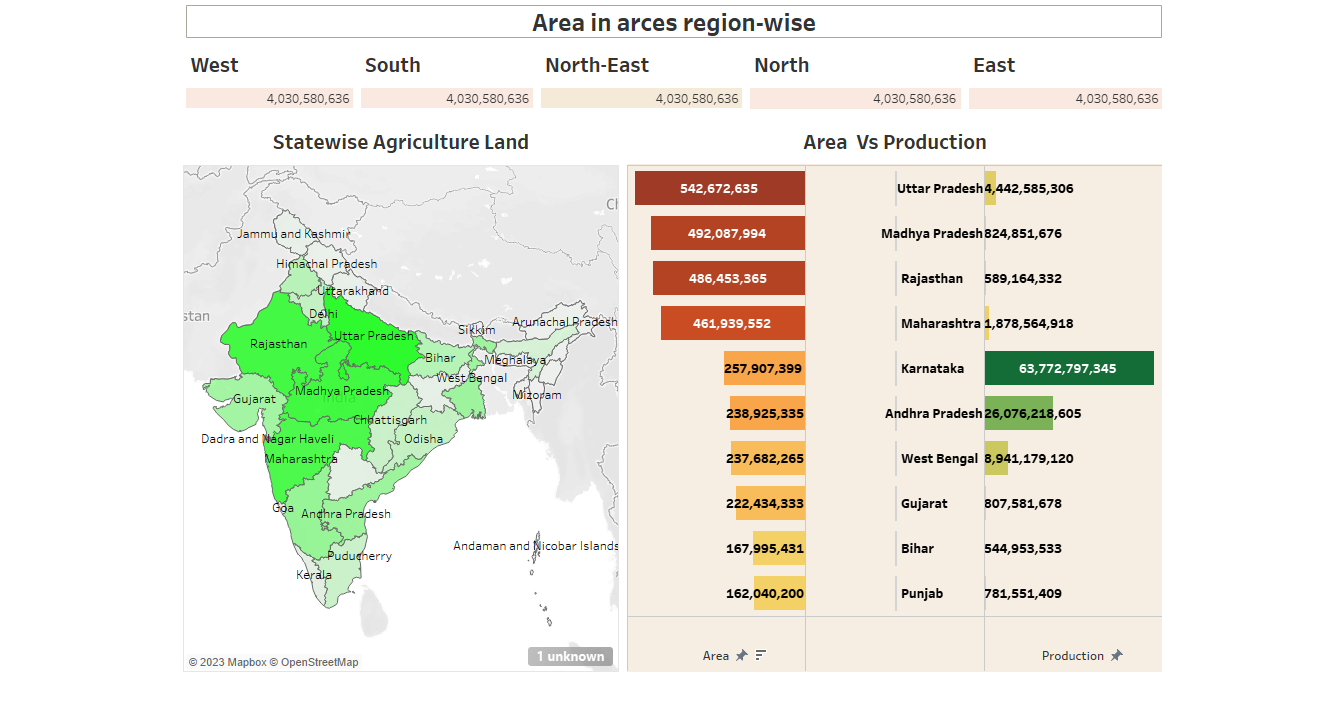 Area in arces region-wise
West South North-East North East
4,030,580,636 4,030,580,636 4,030,580,636 4,030,580,636 4,030,580,636
Statewise Agriculture Land
Jammu and Kashmir
Himachal Pradesh
Uttarakhand
stan
Delhi
Arunachal Pradesh
Sikkim
Uttar Pradesh
Rajasthan
Bihar
Meghalaya
West Bengal
Madhya Pradesh
India
Gujarat
Mizoram
Chhattisgarh
Dadra and Nagar Haveli
Odisha
Maharashtra
Goa
Andhra Pradesh
Andaman and Nicobar Islands
Puducherry
Kerala
Ch
© 2023 Mapbox © OpenStreetMap
1 unknown
Area Vs Production
542,672,635 Uttar Pradesh 4,442,585,306
492,087,994 Madhya Pradesh 824,851,676
486,453,365 Rajasthan 589,164,332
461,939,552 Maharashtra 1,878,564,918
257,907,399 Karnataka 63,772,797,345
238,925,335 Andhra Pradesh 26,076,218,605
237,682,265 West Bengal 8,941,179,120
222,434,333 Gujarat 807,581,678
167,995,431 Bihar 544,953,533
162,040,200 Punjab 781,551,409
Area Production